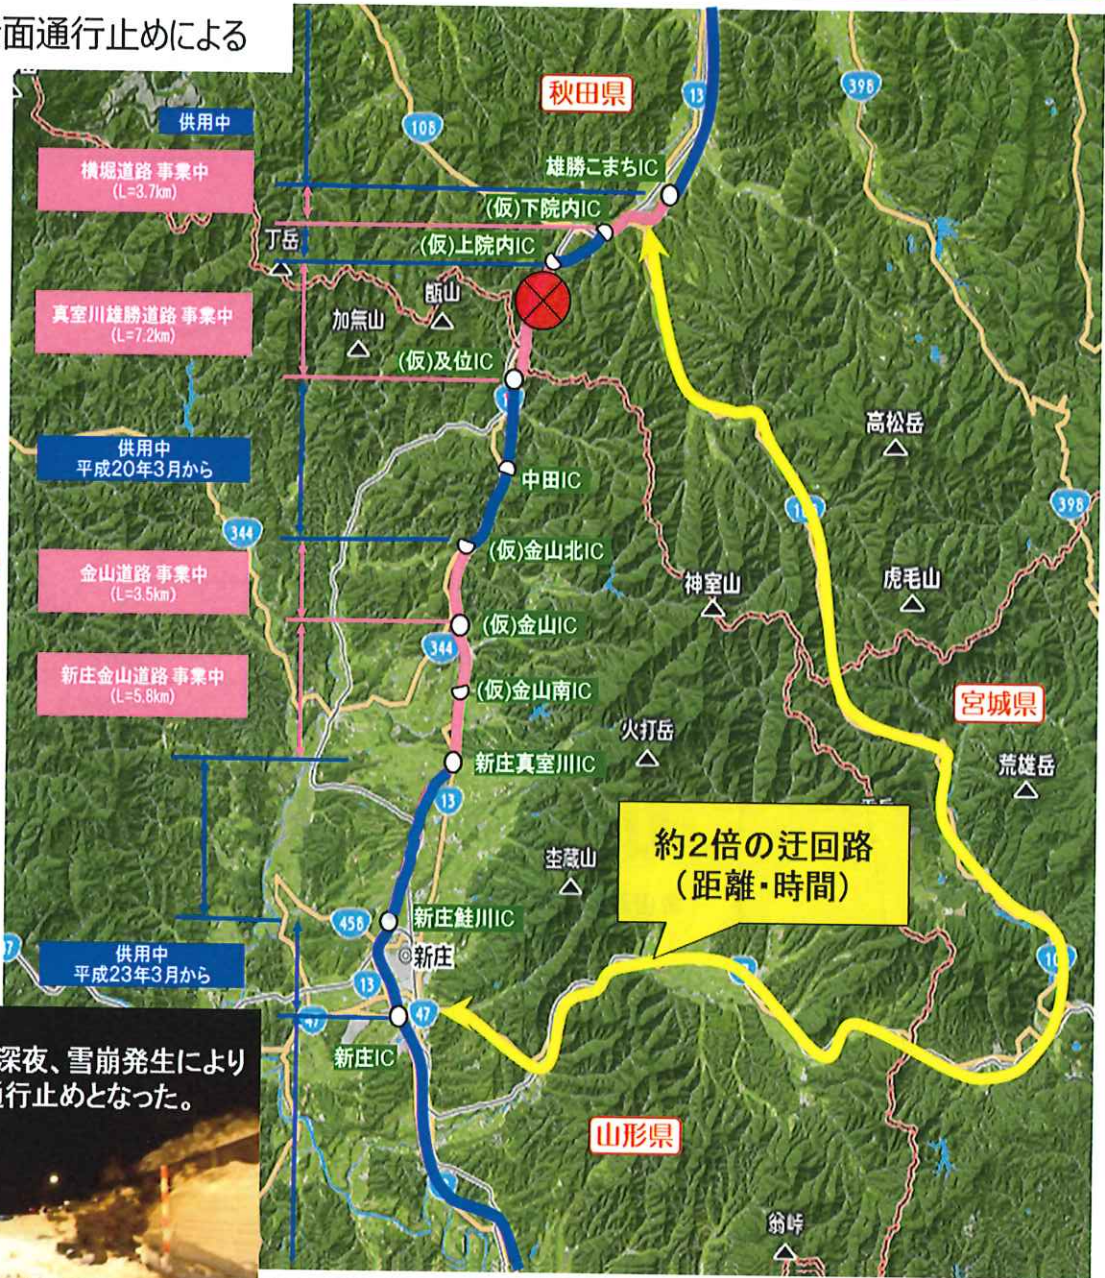 面通行止めによる
秋田県
398
13
供用中
108
横堀道路 事業中
(L=3.7km)
雄勝こまちIC
(仮)下院内IC
丁岳
(仮)上院内IC
甑山
加無山
真室川雄勝道路 事業中
(L=7.2km)
(仮)及位IC
高松岳
供用中
平成20年3月から
中田IC
398
344
(仮)金山北IC
金山道路 事業中
(L=3.5km)
神室山
虎毛山
(仮)金山IC
344
新庄金山道路 事業中
(L=5.8km)
(仮)金山南IC
宮城県
火打岳
新庄真室川IC
荒雄岳
13
約2倍の迂回路
(距離・時間)
杢蔵山
458
新庄鮭川IC
新庄
供用中
平成23年3月から
13
47
47
新庄IC
深夜、雪崩発生により
通行止めとなった。
山形県
翁峠